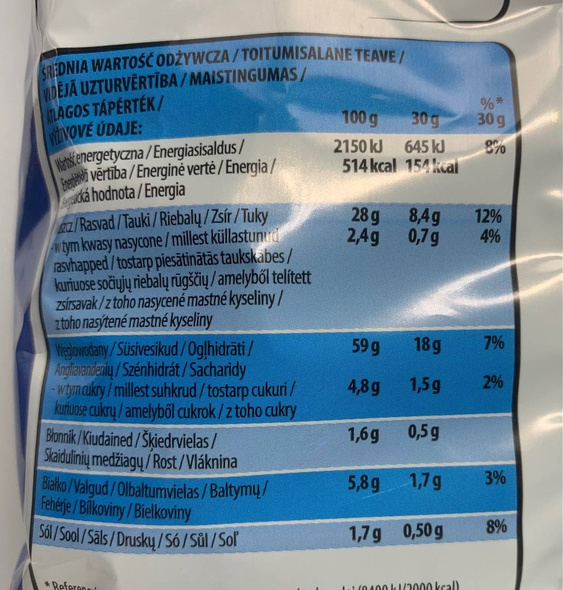 ŚREDNIA WARTOŚĆ ODŻYWCZA / TOITUMISALANE TEAVE /
VIDĒJĀ UZTURVĒRTĪBA / MAISTINGUMAS /
ÁTLAGOS TÁPÉRTÉK /
VÝŽIVOVÉ ÚDAJE: 100 g 30 g %* 30 g
Wartość energetyczna / Energiasisaldus / 2150 kJ 645 kJ 8%
vērtība / Energinė vertė / Energia / 514 kcal 154 kcal
hodnota / Energia
Tłuszcz / Rasvad / Tauki / Riebalų / Zsír / Tuky 28 g 8,4 g 12%
- w tym kwasy nasycone / millest küllastunud 2,4 g 0,7 g 4%
rasvhapped / tostarp piesātinātās taukskābes /
kuriuose sočiųjų riebalų rūgščių / amelyből telített
zsírsavak / z toho nasycené mastné kyseliny /
z toho nasýtené mastné kyseliny
Węglowodany / Süsivesikud / Ogļhidrāti / 59 g 18 g 7%
Angliavandenių / Szénhidrát / Sacharidy
- w tym cukry / millest suhkrud / tostarp cukuri / 4,8 g 1,5 g 2%
kuriuose cukrų / amelyből cukrok / z toho cukry
Błonnik / Kiudained / Šķiedrvielas / 1,6 g 0,5 g
Skaidulinių medžiagų / Rost / Vláknina
Białko / Valgud / Olbaltumvielas / Baltymų / 5,8 g 1,7 g 3%
Fehérje / Bílkoviny / Bielkoviny
Sól / Sool / Sāls / Druskų / Só / Sůl / Soľ 1,7 g 0,50 g 8%
(8400 kJ/2000 kcal)